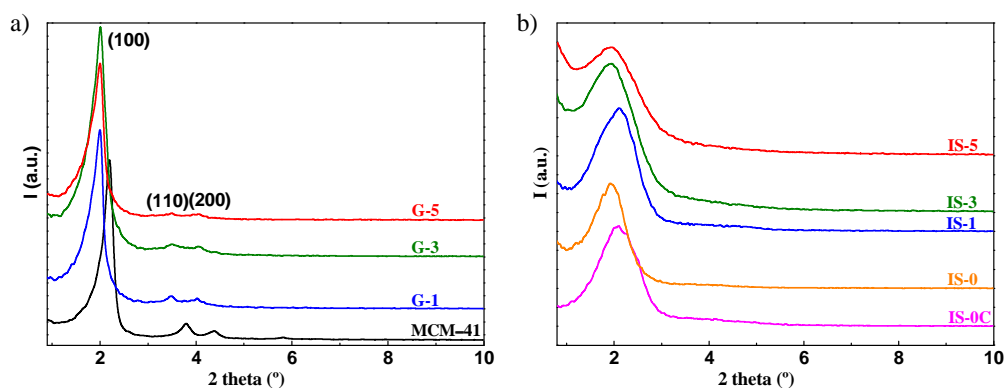 a)
(100)
(110)(200)
G-5
G-3
G-1
MCM–41
I (a.u.)
0 2 4 6 8 10
2 theta (º)
b)
IS-5
IS-3
IS-1
IS-0
IS-0C
I (a.u.)
2 4 6 8 10
2 theta (º)